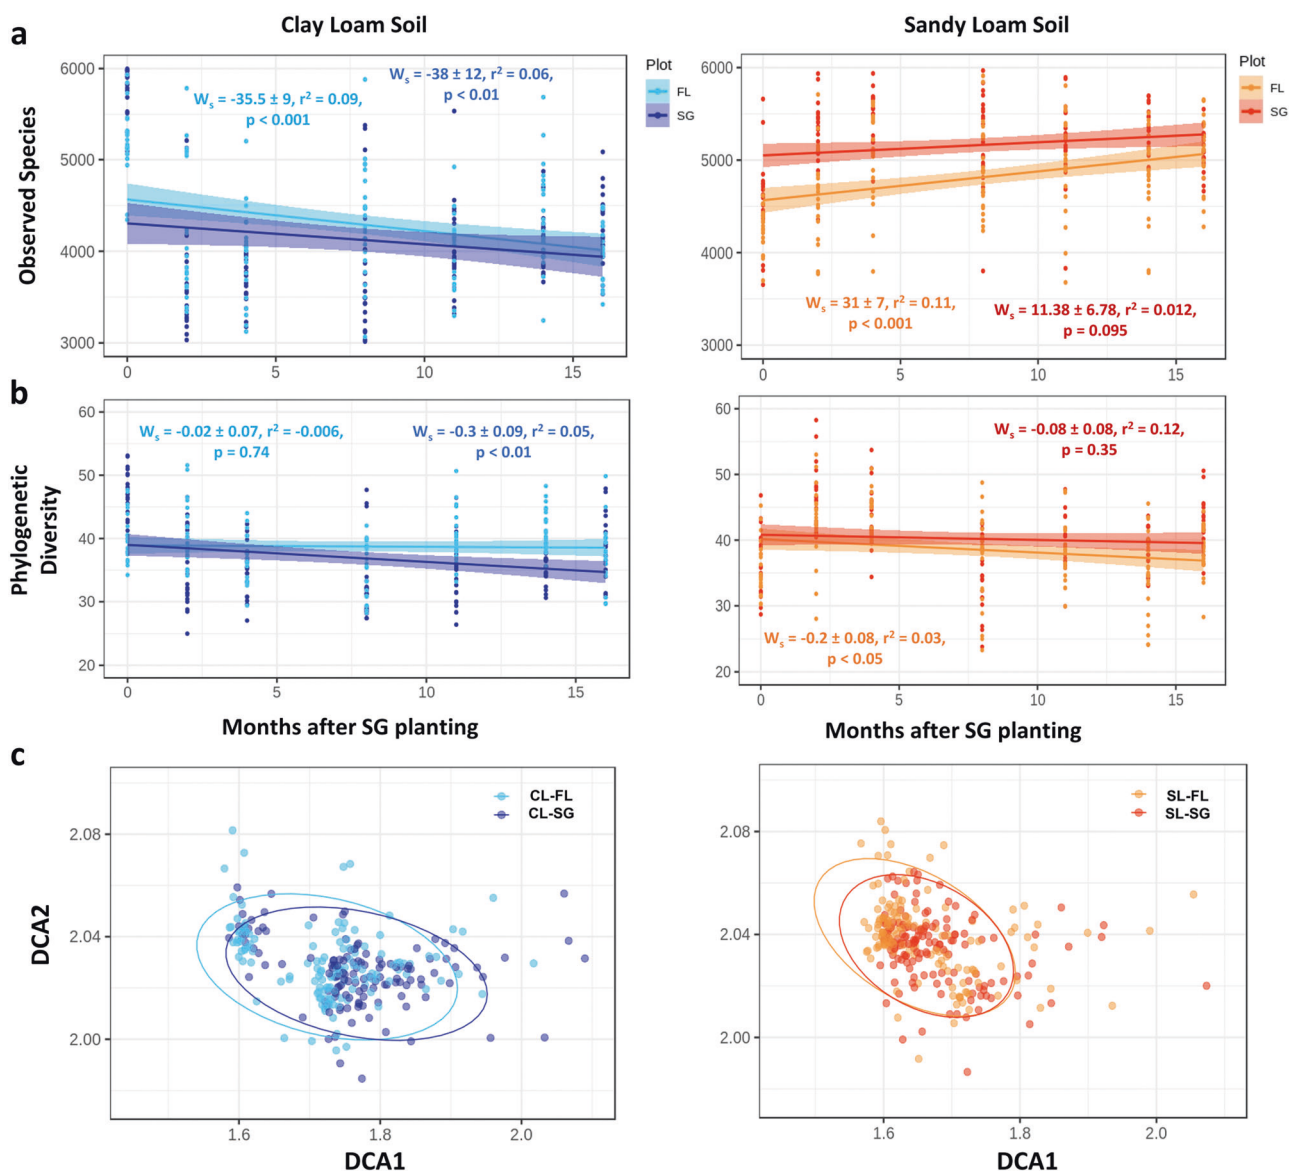 a
Clay Loam Soil
Sandy Loam Soil
Observed Species
6000
5000
4000
3000
0
5
10
15
Ws = -35.5 ± 9, r² = 0.09,
p < 0.001
Ws = -38 ± 12, r² = 0.06,
p < 0.01
Plot
FL
SG
6000
5000
4000
3000
0
5
10
15
Ws = 31 ± 7, r² = 0.11,
p < 0.001
Ws = 11.38 ± 6.78, r² = 0.012,
p = 0.095
Plot
FL
SG
b
Phylogenetic
Diversity
60
50
40
30
20
0
5
10
15
Ws = -0.02 ± 0.07, r² = -0.006,
p = 0.74
Ws = -0.3 ± 0.09, r² = 0.05,
p < 0.01
Months after SG planting
60
50
40
30
20
0
5
10
15
Ws = -0.08 ± 0.08, r² = 0.12,
p = 0.35
Ws = -0.2 ± 0.08, r² = 0.03,
p < 0.05
Months after SG planting
c
DCA2
2.08
2.04
2.00
1.6
1.8
2.0
CL-FL
CL-SG
DCA1
2.08
2.04
2.00
1.6
1.8
2.0
SL-FL
SL-SG
DCA1